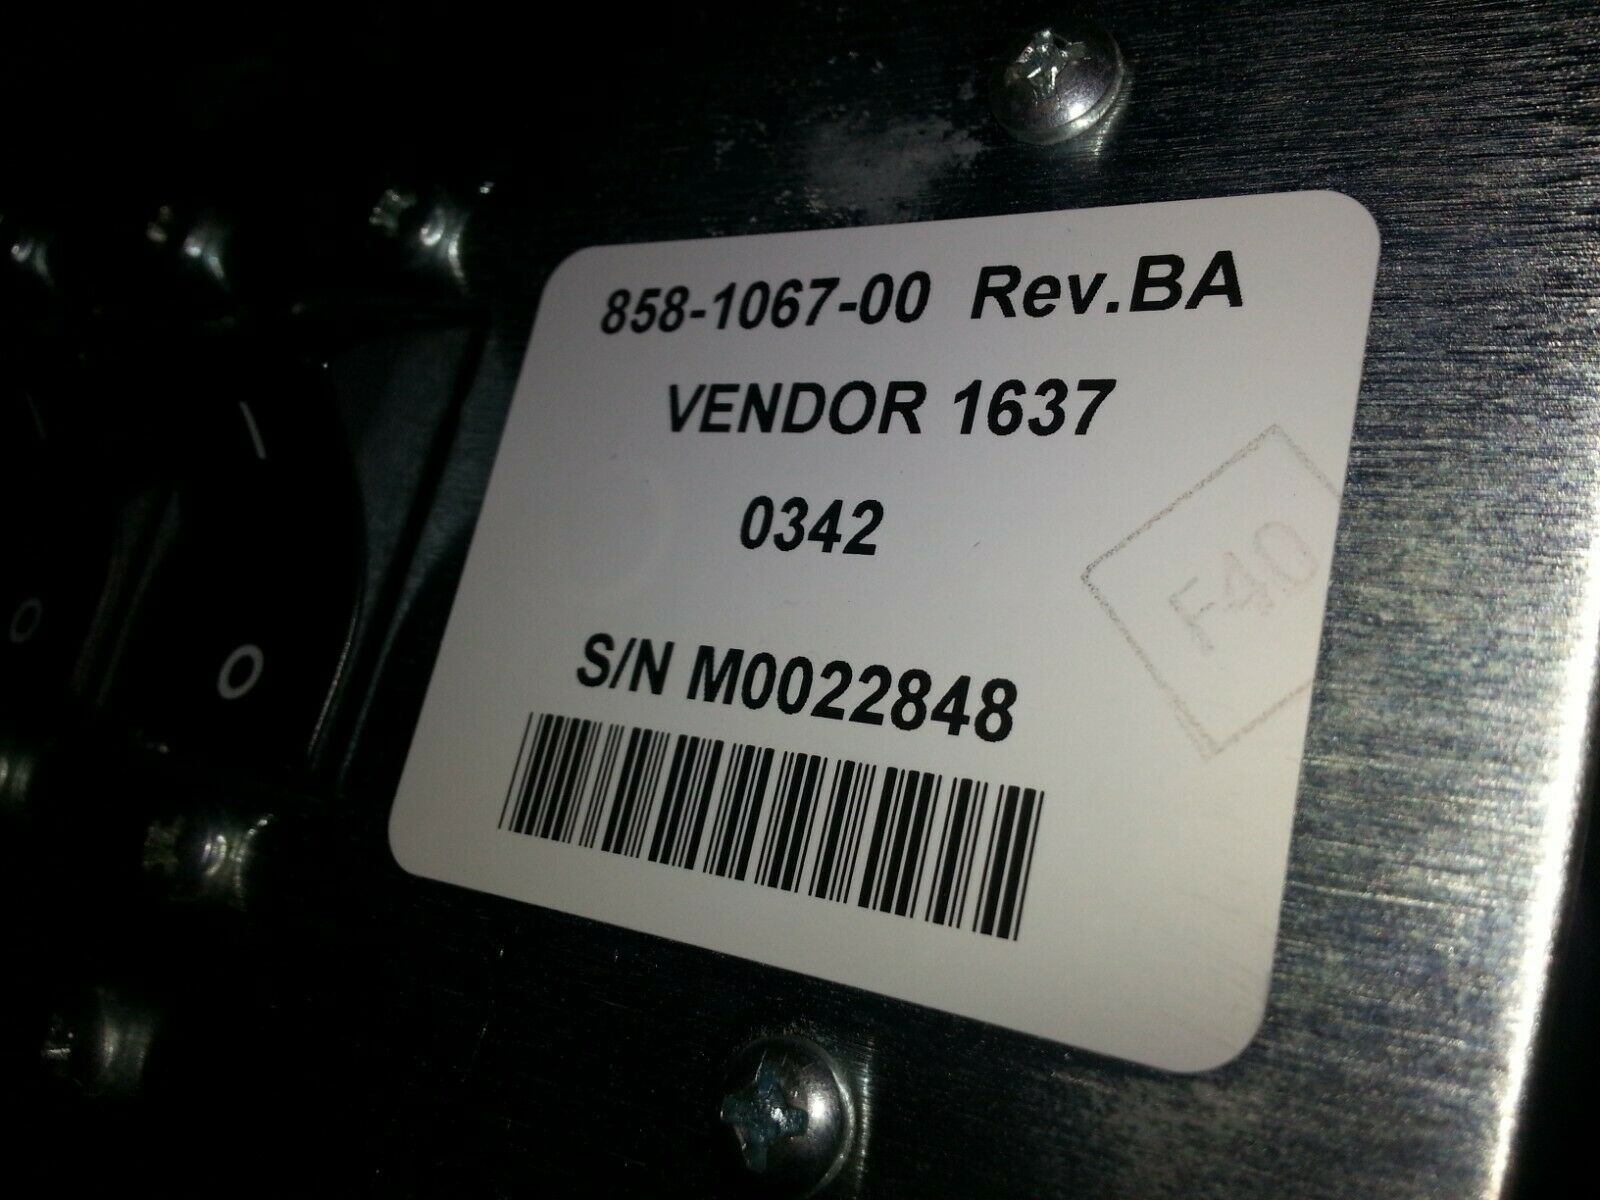 858-1067-00 Rev.BA
VENDOR 1637
0342
F40
S/N M0022848
O
O